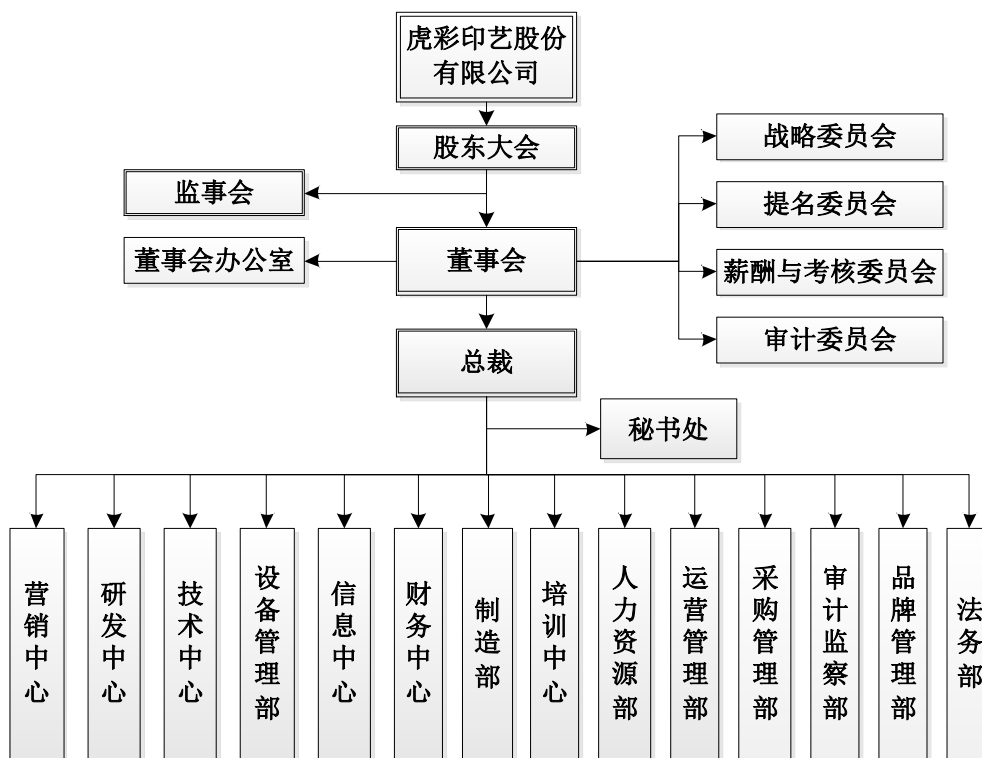 虎彩印艺股份
有限公司
股东大会
战略委员会
监事会
提名委员会
董事会办公室
董事会
薪酬与考核委员会
审计委员会
总裁
秘书处
营销中心
研发中心
技术中心
设备管理部
信息中心
财务中心
制造部
培训中心
人力资源部
运营管理部
采购管理部
审计监察部
品牌管理部
法务部